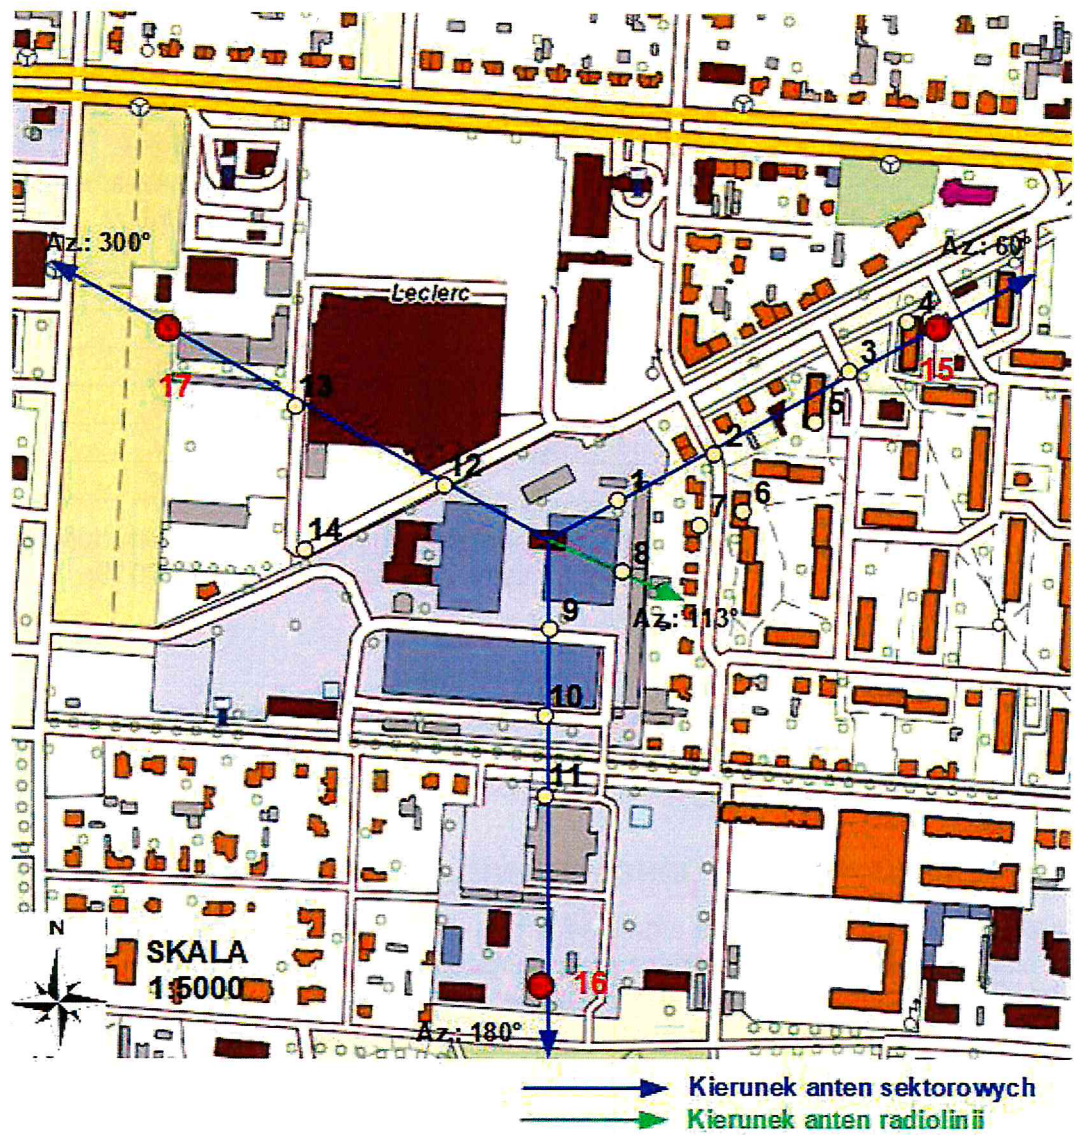 Az.: 300°
Az.: 60°
Leclerc
4
17
3
15
13
5
2
12
1
6
7
14
8
Az.: 113°
9
10
11
N
SKALA
1:5000
16
Az.: 180°
Kierunek anten sektorowych
Kierunek anten radiolinii